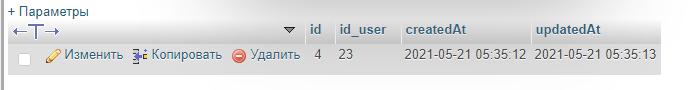 + Параметры
id id_user createdAt updatedAt
Изменить Копировать Удалить 4 23 2021-05-21 05:35:12 2021-05-21 05:35:13